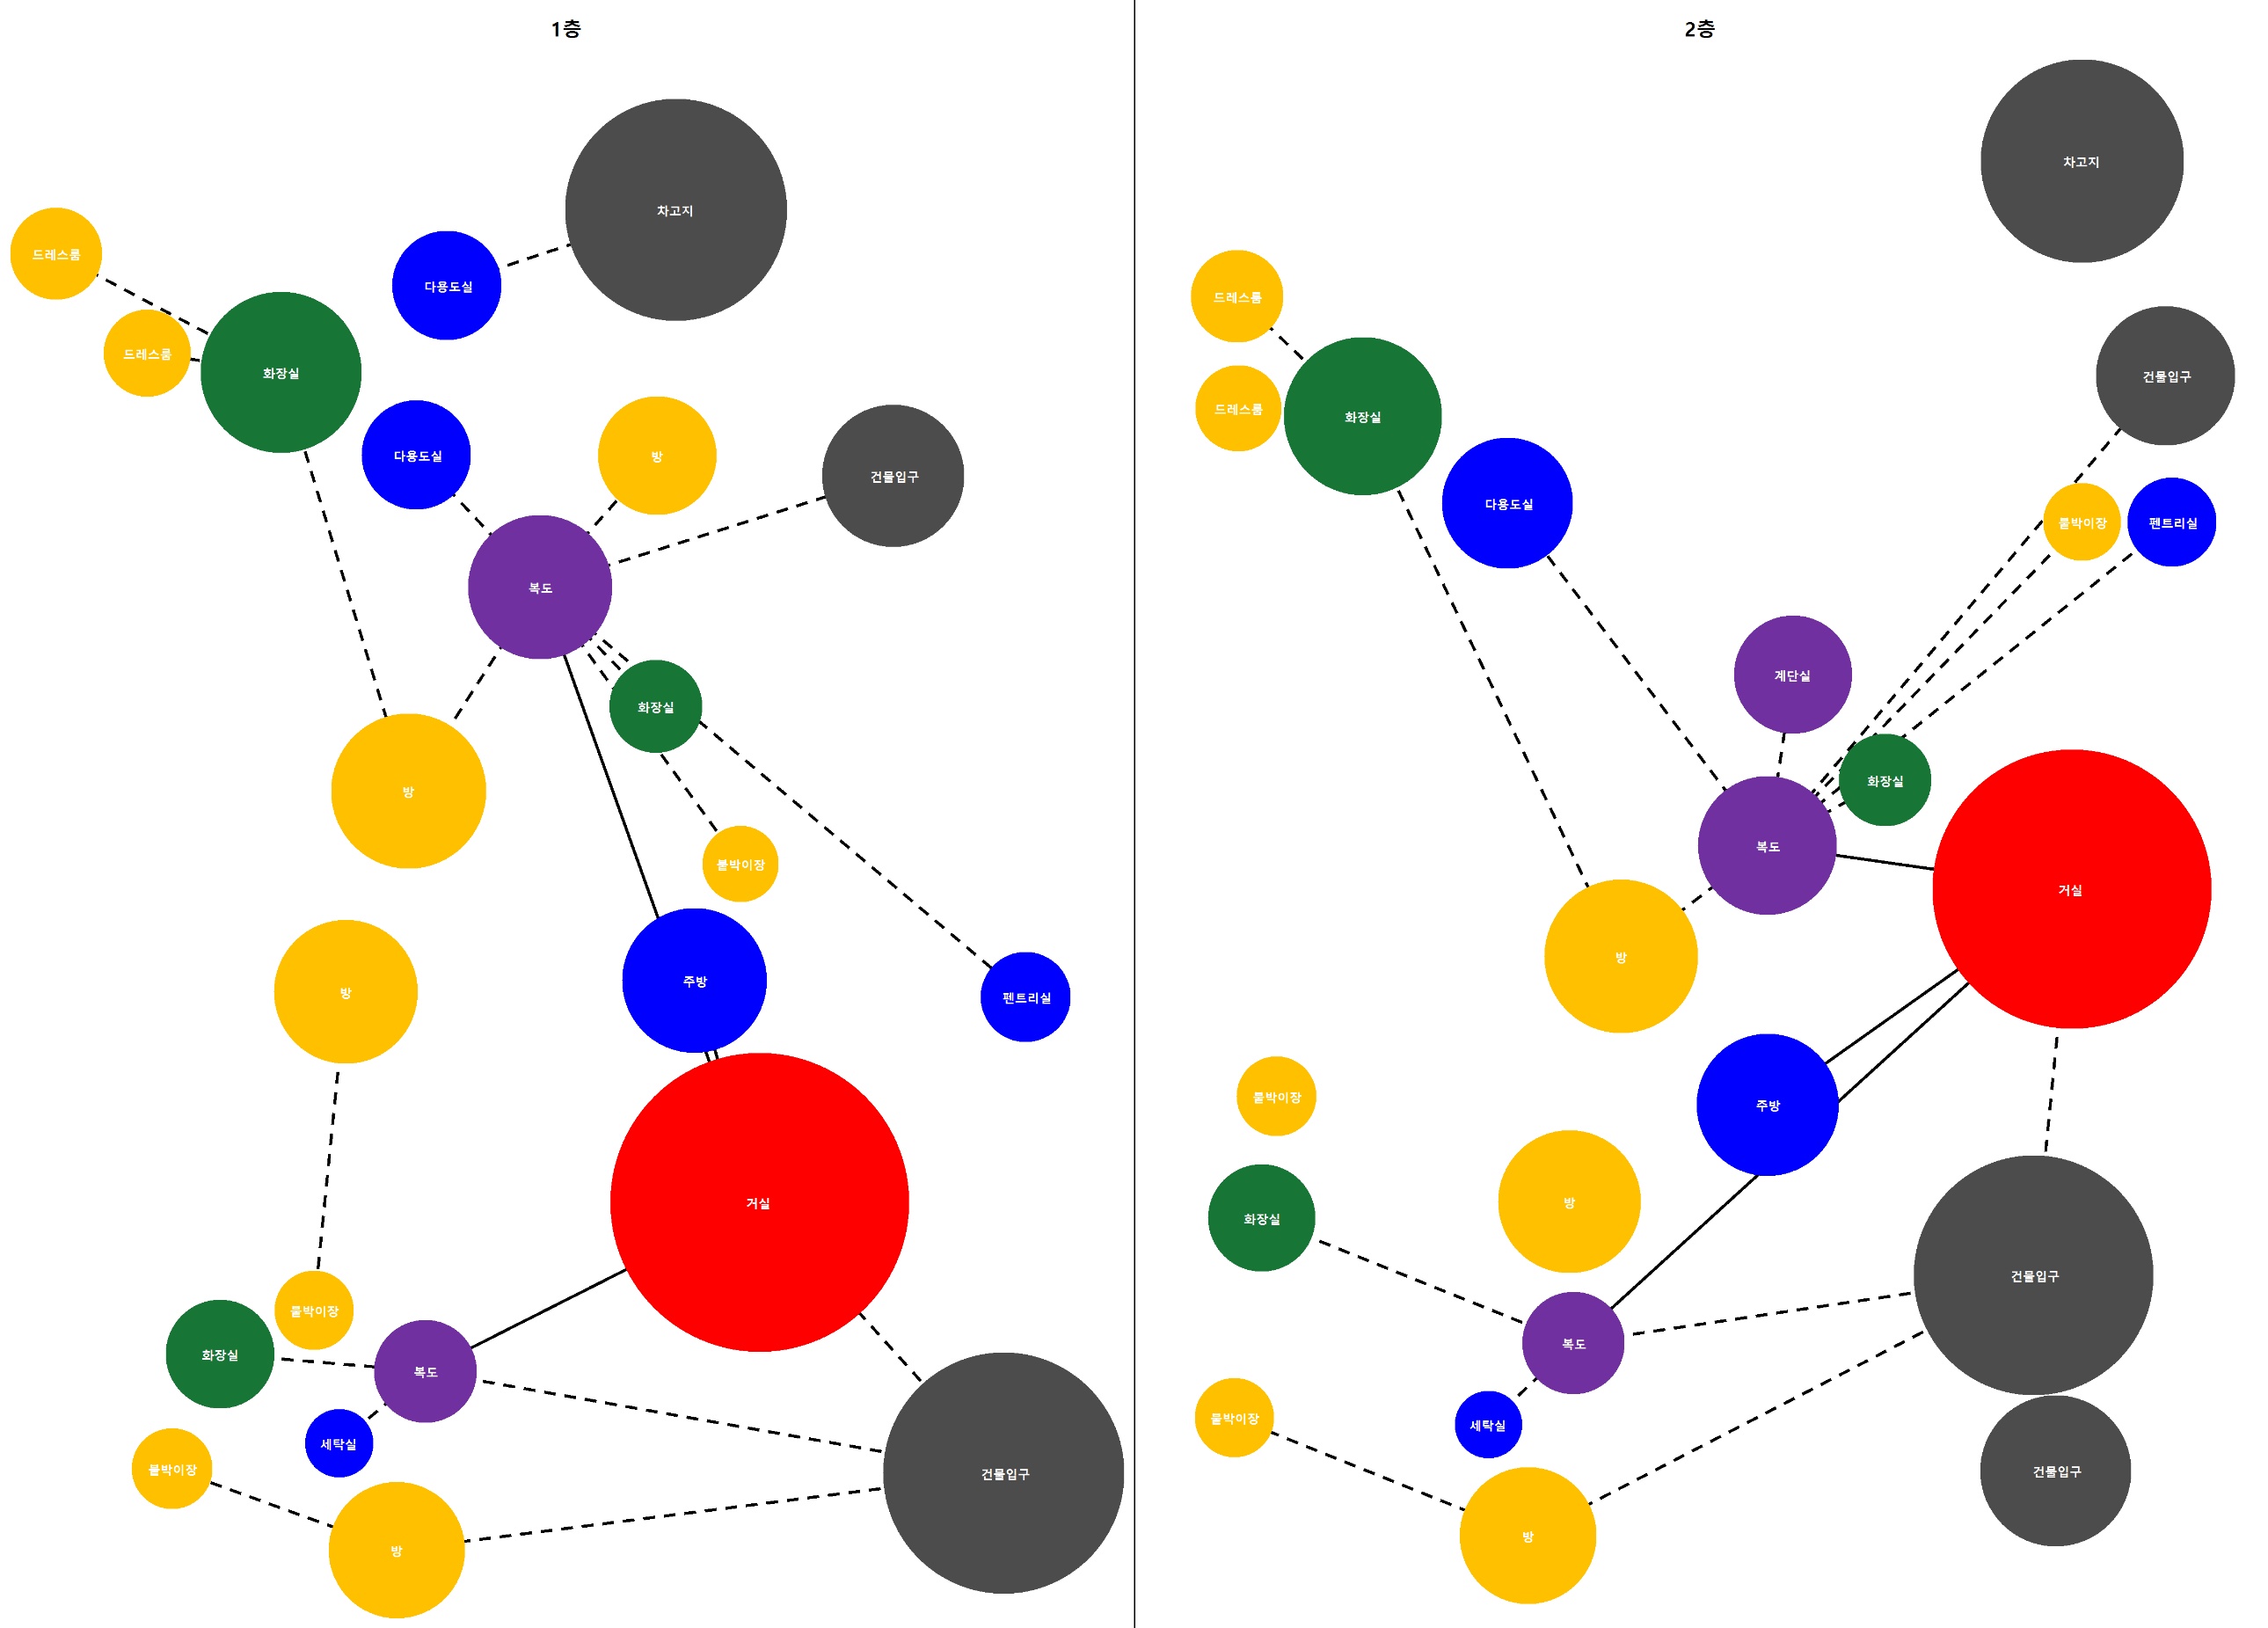 1층
차고지
드레스룸
다용도실
드레스룸
화장실
다용도실
방
건물입구
복도
화장실
방
붙박이장
주방
방
펜트리실
거실
붙박이장
화장실
복도
세탁실
붙박이장
건물입구
방
2층
차고지
드레스룸
건물입구
드레스룸
화장실
다용도실
붙박이장
펜트리실
계단실
화장실
복도
거실
방
붙박이장
주방
방
화장실
건물입구
복도
붙박이장
세탁실
건물입구
방